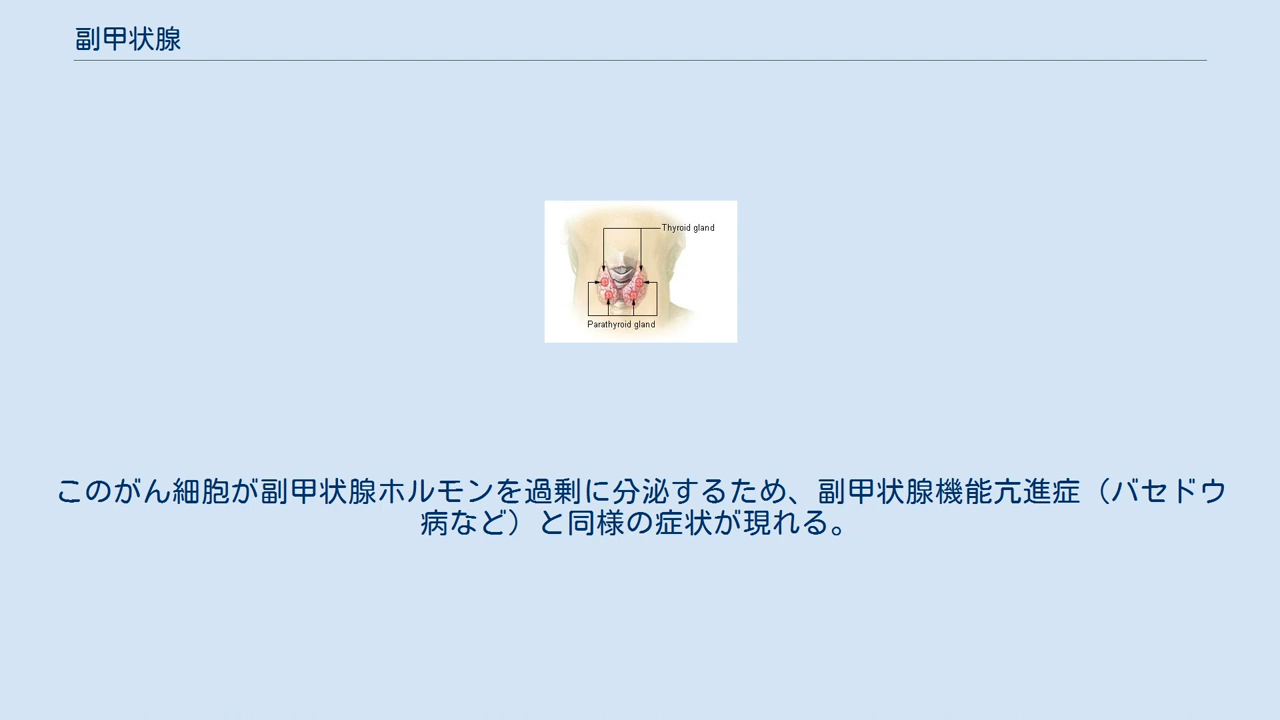 副甲状腺
Thyroid gland
Parathyroid gland
このがん細胞が副甲状腺ホルモンを過剰に分泌するため、副甲状腺機能亢進症（バセドウ
病など）と同様の症状が現れる。